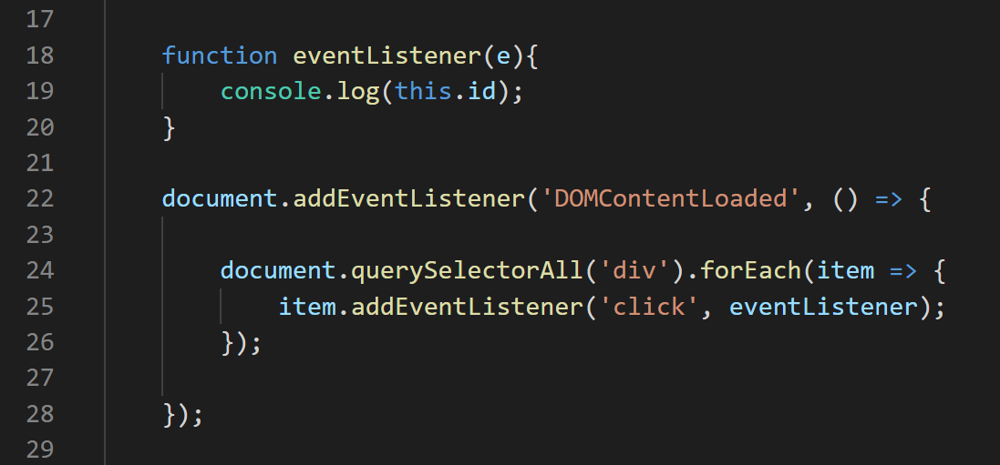 17
18 function eventListener(e){
19 console.log(this.id);
20 }
21
22 document.addEventListener('DOMContentLoaded', () => {
23
24 document.querySelectorAll('div').forEach(item => {
25 item.addEventListener('click', eventListener);
26 });
27
28 });
29